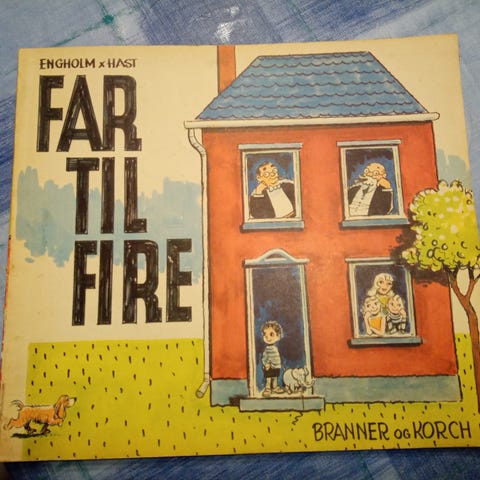 ENGHOLM x HAST
FAR
TIL
FIRE
BRANNER OG KORCH